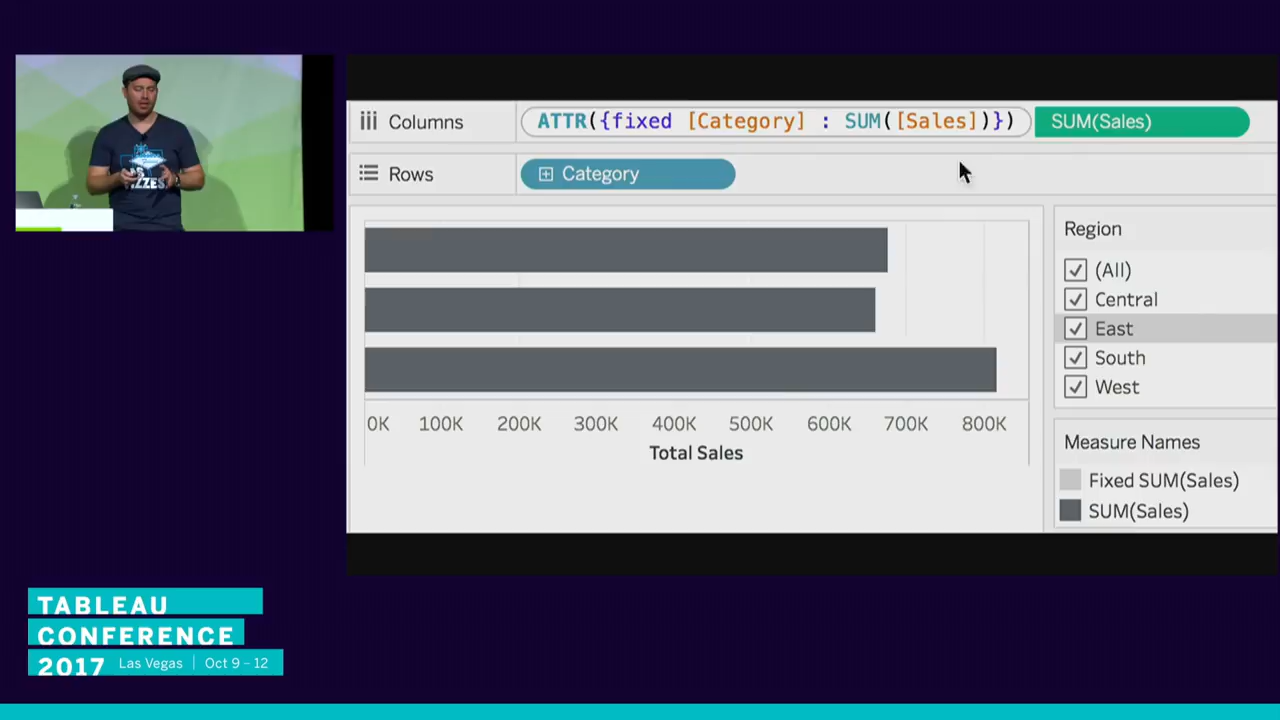 Columns
ATTR({fixed [Category] : SUM([Sales])})
SUM(Sales)
Rows
Category
Region
(All)
Central
East
South
West
0K 100K 200K 300K 400K 500K 600K 700K 800K
Total Sales
Measure Names
Fixed SUM(Sales)
SUM(Sales)
TABLEAU
CONFERENCE
2017 Las Vegas | Oct 9 – 12